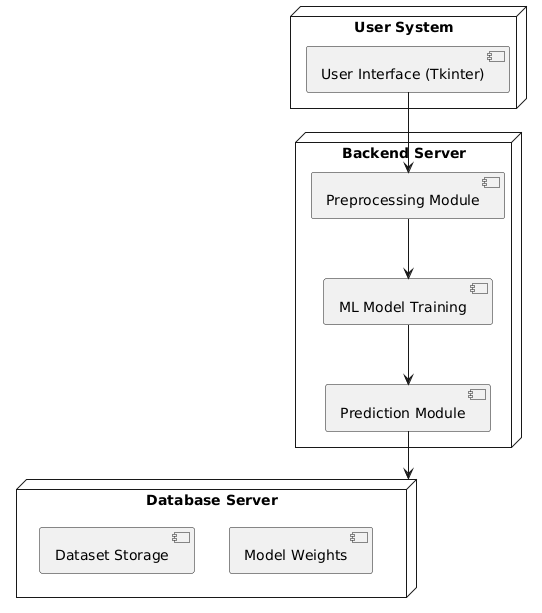 User System
User Interface (Tkinter)
Backend Server
Preprocessing Module
ML Model Training
Prediction Module
Database Server
Dataset Storage
Model Weights